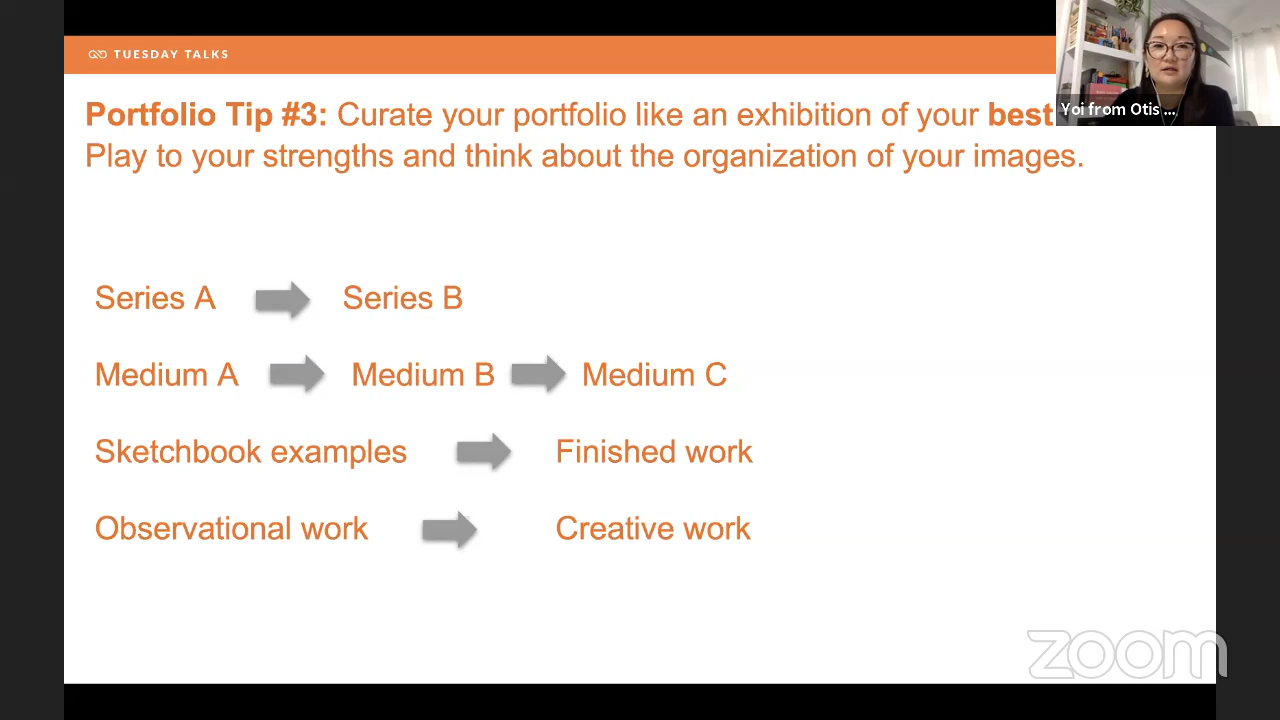 TUESDAY TALKS
Portfolio Tip #3: Curate your portfolio like an exhibition of your best
Play to your strengths and think about the organization of your images.
Yoi from Otis ...
Series A Series B
Medium A Medium B Medium C
Sketchbook examples Finished work
Observational work Creative work
zoom